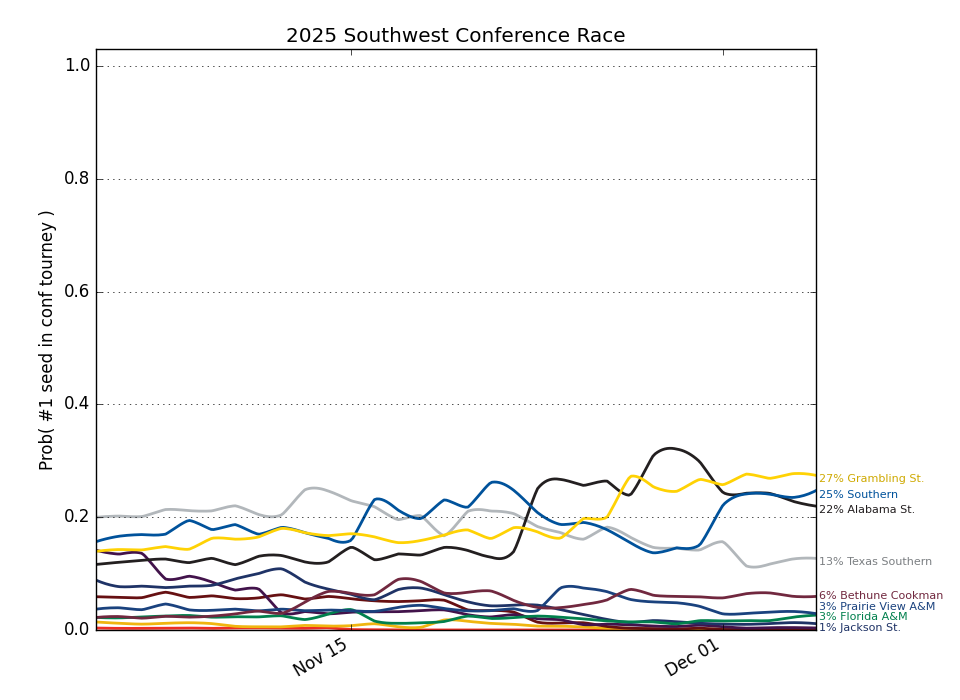 2025 Southwest Conference Race
Prob( #1 seed in conf tourney )
1.0
0.8
0.6
0.4
0.2
0.0
Nov 15
Dec 01
27% Grambling St.
25% Southern
22% Alabama St.
13% Texas Southern
6% Bethune Cookman
3% Prairie View A&M
3% Florida A&M
1% Jackson St.